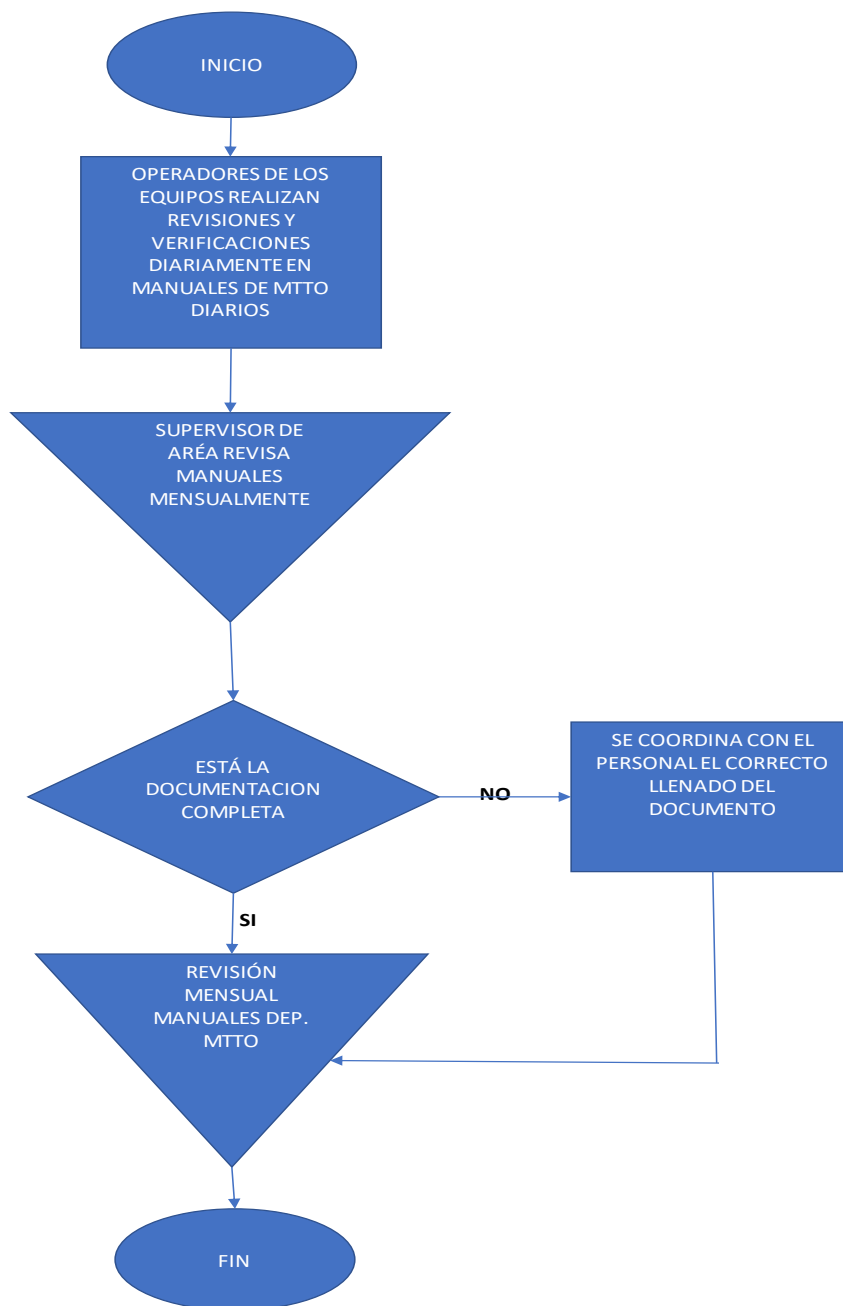 INICIO
OPERADORES DE LOS
EQUIPOS REALIZAN
REVISIONES Y
VERIFICACIONES
DIARIAMENTE EN
MANUALES DE MTTO
DIARIOS
SUPERVISOR DE
ARÉA REVISA
MANUALES
MENSUALMENTE
ESTÁ LA
DOCUMENTACION
COMPLETA
NO
SE COORDINA CON EL
PERSONAL EL CORRECTO
LLENADO DEL
DOCUMENTO
SI
REVISIÓN
MENSUAL
MANUALES DEP.
MTTO
FIN